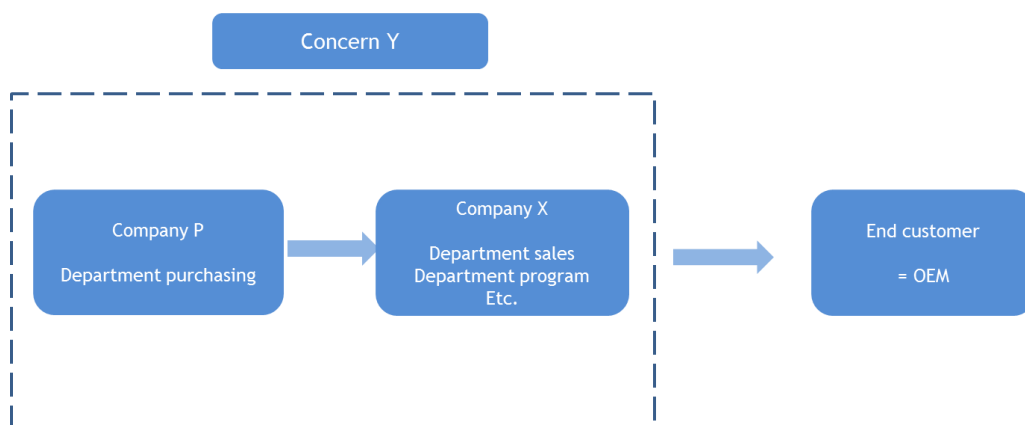 Concern Y
Company P
Department purchasing
Company X
Department sales
Department program
Etc.
End customer
= OEM